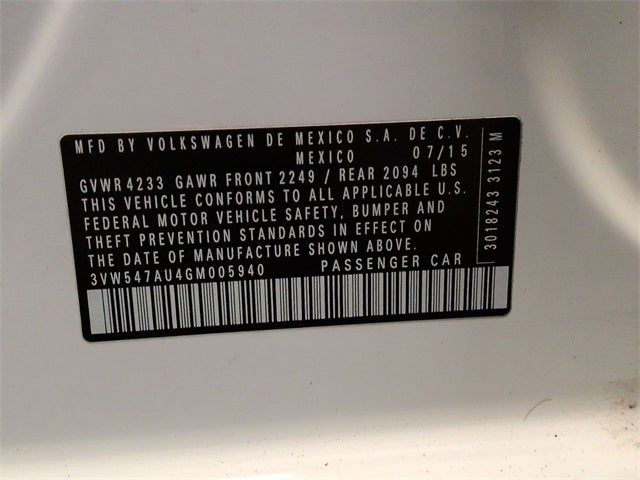 MFD BY VOLKSWAGEN DE MEXICO S.A. DE C.V.
MEXICO 07/15
GVWR 4233 GAWR FRONT 2249 / REAR 2094 LBS
THIS VEHICLE CONFORMS TO ALL APPLICABLE U.S.
FEDERAL MOTOR VEHICLE SAFETY, BUMPER AND
THEFT PREVENTION STANDARDS IN EFFECT ON
THE DATE OF MANUFACTURE SHOWN ABOVE.
3VW547AU4GM005940 PASSENGER CAR
3018243 3123 M